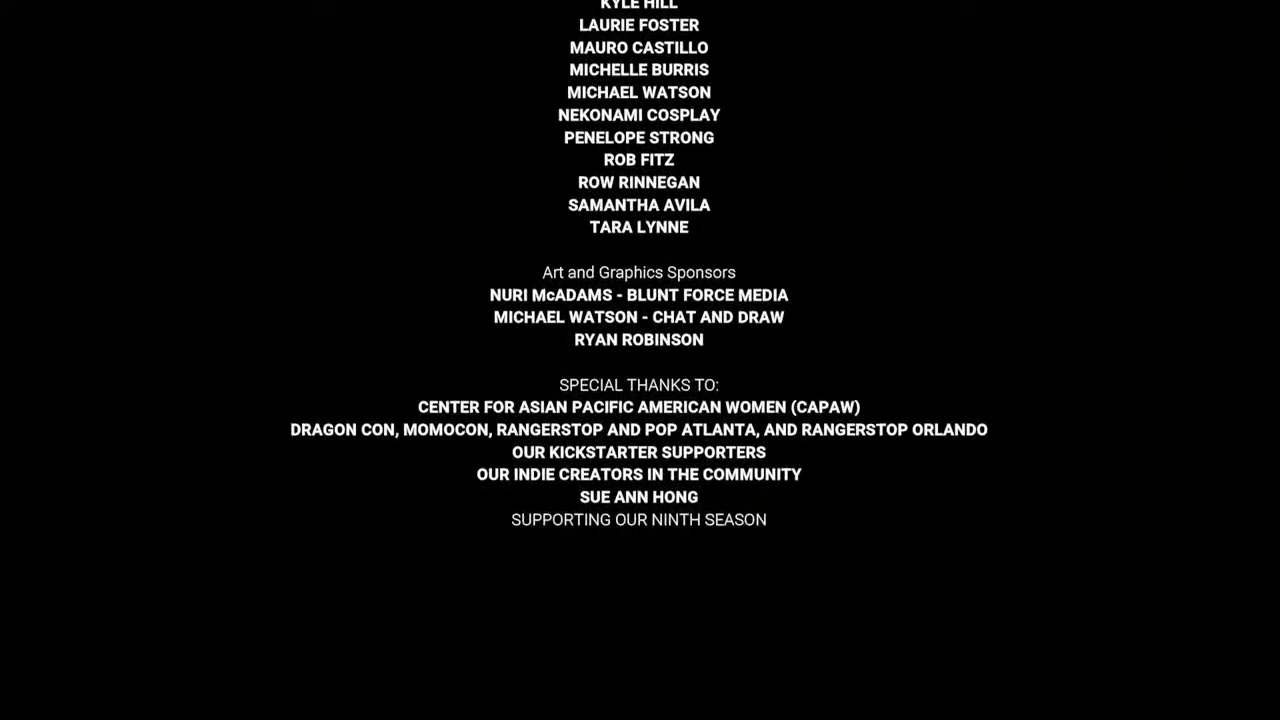 KYLE HILL
LAURIE FOSTER
MAURO CASTILLO
MICHELLE BURRIS
MICHAEL WATSON
NEKONAMI COSPLAY
PENELOPE STRONG
ROB FITZ
ROW RINNEGAN
SAMANTHA AVILA
TARA LYNNE
Art and Graphics Sponsors
NURI McADAMS - BLUNT FORCE MEDIA
MICHAEL WATSON - CHAT AND DRAW
RYAN ROBINSON
SPECIAL THANKS TO:
CENTER FOR ASIAN PACIFIC AMERICAN WOMEN (CAPAW)
DRAGON CON, MOMOCON, RANGERSTOP AND POP ATLANTA, AND RANGERSTOP ORLANDO
OUR KICKSTARTER SUPPORTERS
OUR INDIE CREATORS IN THE COMMUNITY
SUE ANN HONG
SUPPORTING OUR NINTH SEASON